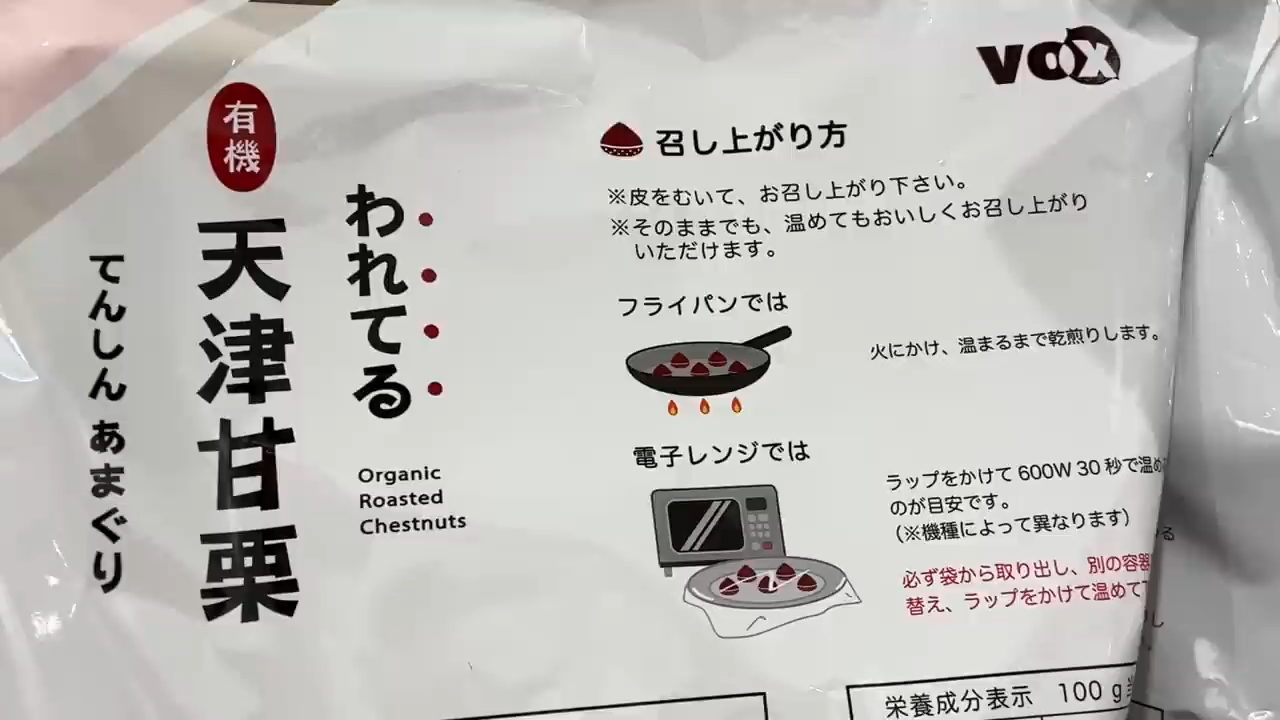 VOX
有機
われてる
天津甘栗
てんしん あまぐり
Organic
Roasted
Chestnuts
召し上がり方
※皮をむいて、お召し上がり下さい。
※そのままでも、温めてもおいしくお召し上がり
いただけます。
フライパンでは
火にかけ、温まるまで乾煎りします。
電子レンジでは
ラップをかけて 600W 30 秒で温め
のが目安です。
(※機種によって異なります)
必ず袋から取り出し、別の容器
替え、ラップをかけて温めて
栄養成分表示 100 g